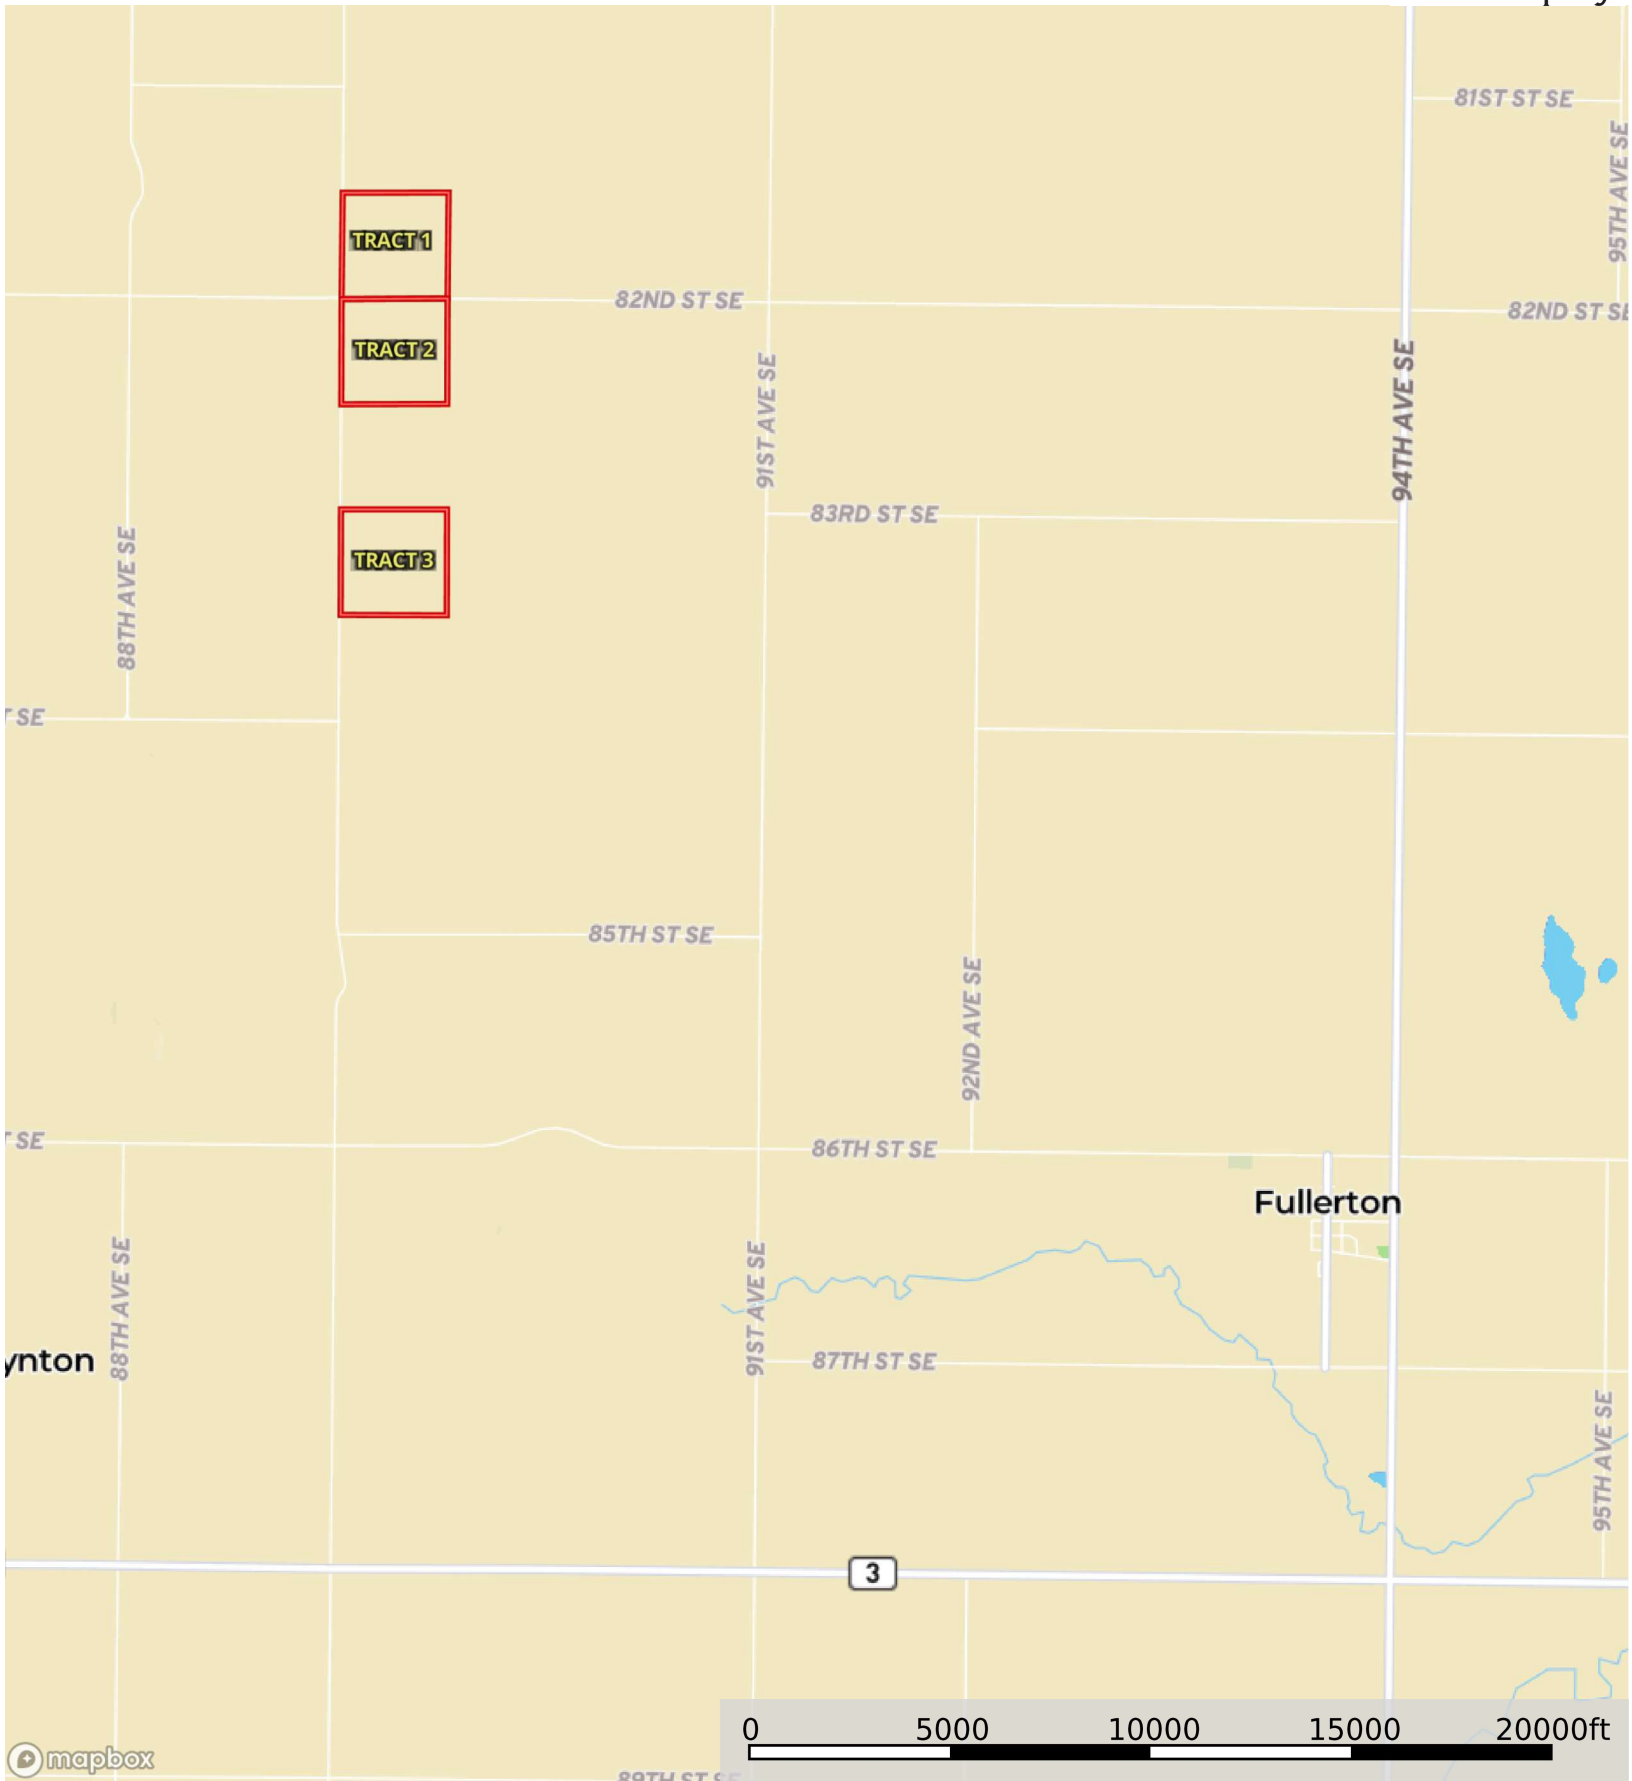 81ST ST SE
95TH AVE SE
TRACT 1
82ND ST SE
82ND ST SE
TRACT 2
94TH AVE SE
91ST AVE SE
83RD ST SE
TRACT 3
88TH AVE SE
T SE
85TH ST SE
92ND AVE SE
T SE
86TH ST SE
Fullerton
88TH AVE SE
91ST AVE SE
ynton
87TH ST SE
95TH AVE SE
3
0 5000 10000 15000 20000ft
mapbox
89TH ST SE